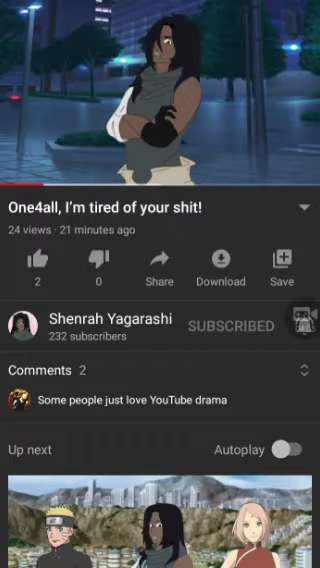 One4all, I'm tired of your shit!
24 views · 21 minutes ago
2
0
Share
Download
Save
Shenrah Yagarashi
232 subscribers
SUBSCRIBED
Comments 2
Some people just love YouTube drama
Up next
Autoplay